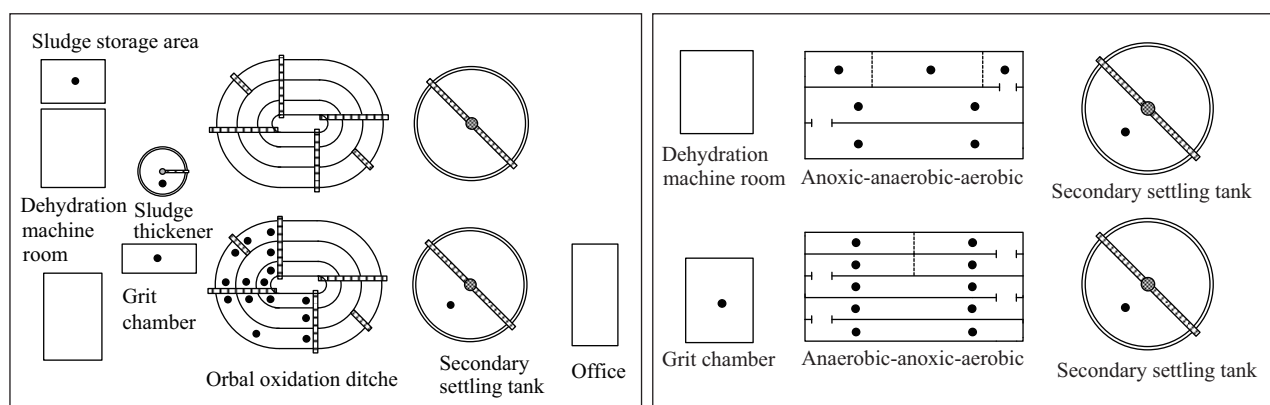 Sludge storage area
Dehydration
machine
room
Sludge
thickener
Grit
chamber
Orbal oxidation ditche
Secondary
settling tank
Office
Dehydration
machine room
Anoxic-anaerobic-aerobic
Secondary settling tank
Grit chamber
Anaerobic-anoxic-aerobic
Secondary settling tank